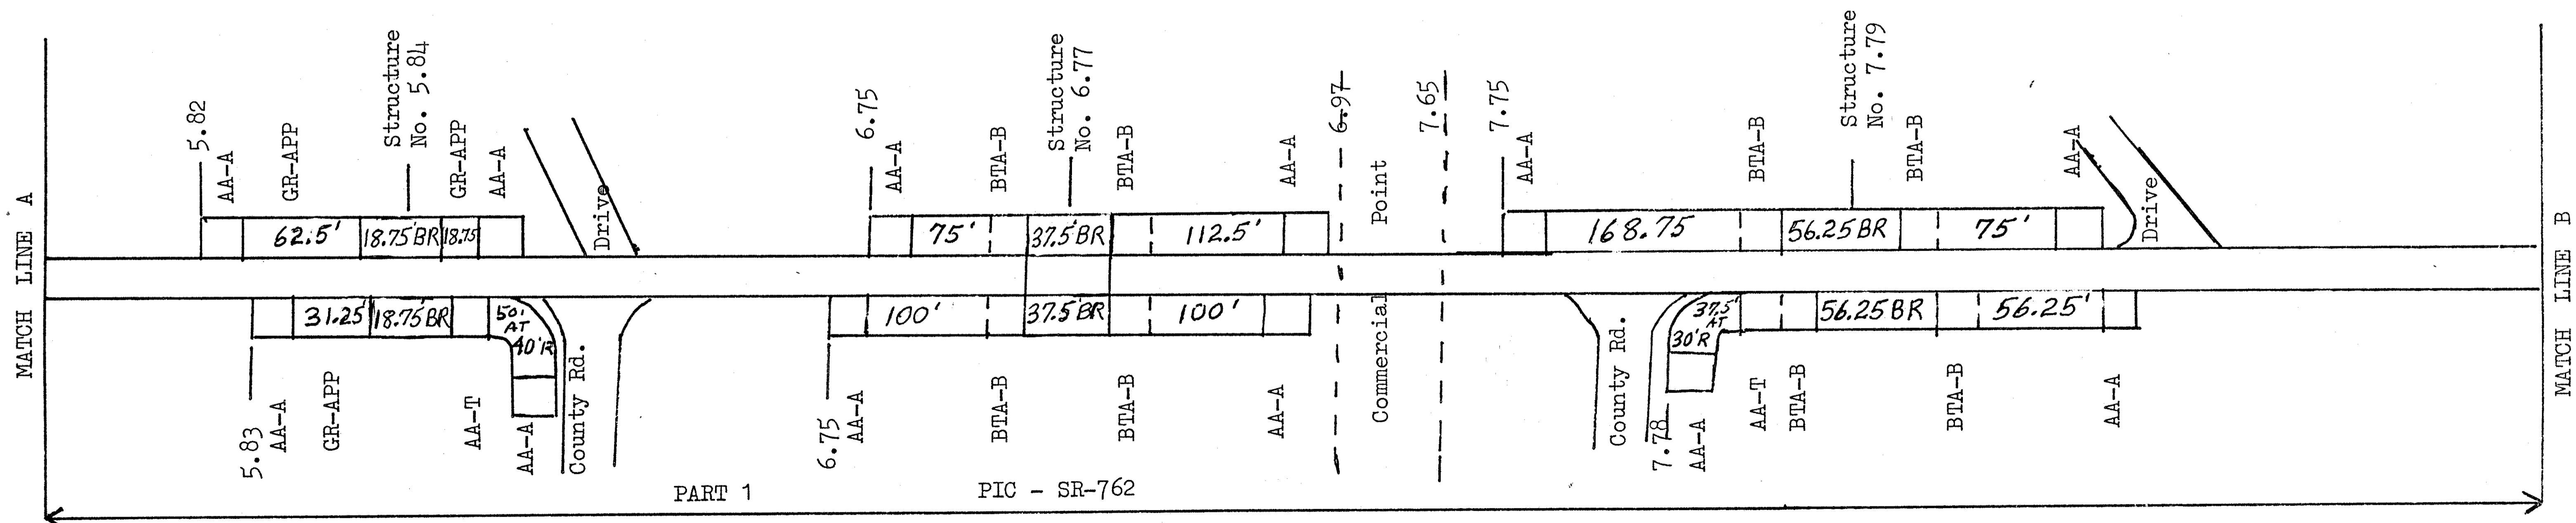 MATCH LINE A
5.82
AA-A
GR-APP
Structure
No. 5.84
GR-APP
AA-A
Drive
6.75
AA-A
BTA-B
Structure
No. 6.77
BTA-B
AA-A
6.97
Commercial Point
7.65
7.75
AA-A
BTA-B
Structure
No. 7.79
BTA-B
AA-A
Drive
MATCH LINE B
62.5'
18.75'BR
18.75
75'
37.5'BR
112.5'
168.75
56.25 BR
75'
31.25'
18.75'BR
50'
AT
40'R
100'
37.5'BR
100'
37.5'
AT
30'R
56.25 BR
56.25'
5.83
AA-A
GR-APP
AA-T
AA-A
County Rd.
6.75
AA-A
BTA-B
BTA-B
AA-A
County Rd.
7.78
AA-A
AA-T
BTA-B
BTA-B
AA-A
PART 1
PIC - SR-762